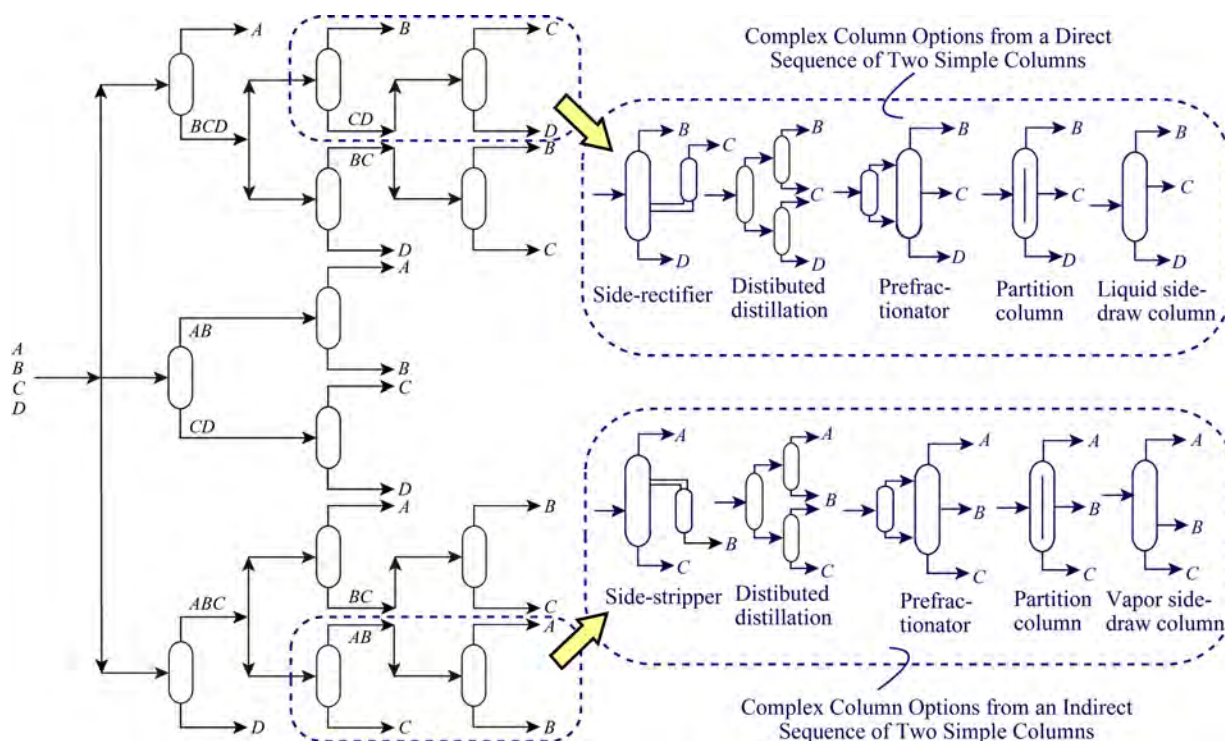 A
BCD
B
CD
C
D
BC
D
B
C
A
B
C
D
AB
CD
A
B
C
D
ABC
D
A
BC
B
C
AB
C
A
B
Complex Column Options from a Direct
Sequence of Two Simple Columns
B
C
D
Side-rectifier
B
C
C
D
Distibuted
distillation
B
C
D
Prefrac-
tionator
B
C
D
Partition
column
B
C
D
Liquid side-
draw column
A
B
C
Side-stripper
A
B
B
C
Distibuted
distillation
A
B
C
Prefrac-
tionator
A
B
C
Partition
column
A
B
C
Vapor side-
draw column
Complex Column Options from an Indirect
Sequence of Two Simple Columns